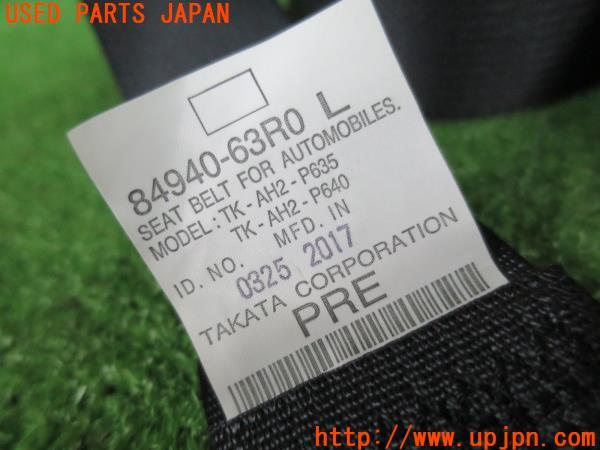 USED PARTS JAPAN
84940-63R0 L
SEAT BELT FOR AUTOMOBILES.
MODEL:TK-AH2-P635
TK-AH2-P640
ID. NO. MFD. IN
0325 2017
TAKATA CORPORATION
PRE
www.upjpn.com